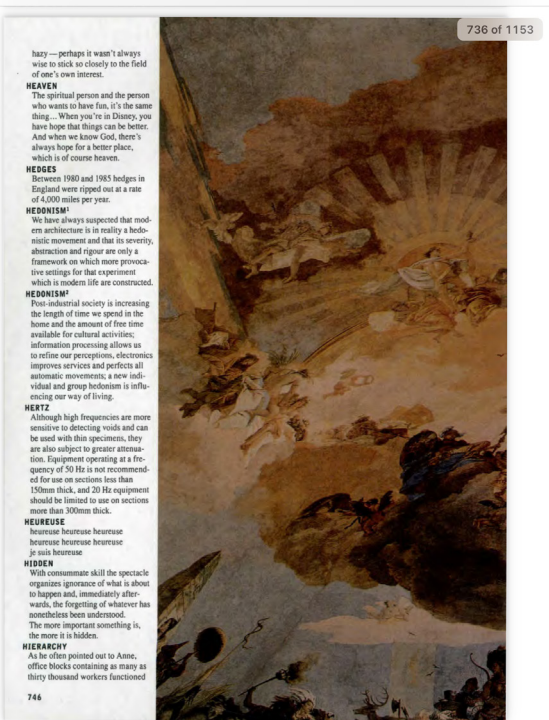 736 of 1153
hazy — perhaps it wasn't always
wise to stick so closely to the field
of one's own interest.
HEAVEN
The spiritual person and the person
who wants to have fun, it's the same
thing... When you're in Disney, you
have hope that things can be better.
And when we know God, there's
always hope for a better place,
which is of course heaven.
HEDGES
Between 1980 and 1985 hedges in
England were ripped out at a rate
of 4,000 miles per year.
HEDONISM¹
We have always suspected that mod-
ern architecture is in reality a hedo-
nistic movement and that its severity,
abstraction and rigour are only a
framework on which more provoca-
tive settings for that experiment
which is modern life are constructed.
HEDONISM²
Post-industrial society is increasing
the length of time we spend in the
home and the amount of free time
available for cultural activities;
information processing allows us
to refine our perceptions, electronics
improves services and perfects all
automatic movements; a new indi-
vidual and group hedonism is influ-
encing our way of living.
HERTZ
Although high frequencies are more
sensitive to detecting voids and can
be used with thin specimens, they
are also subject to greater attenua-
tion. Equipment operating at a fre-
quency of 50 Hz is not recommend-
ed for use on sections less than
150mm thick, and 20 Hz equipment
should be limited to use on sections
more than 300mm thick.
HEUREUSE
heureuse heureuse heureuse
heureuse heureuse heureuse
je suis heureuse
HIDDEN
With consummate skill the spectacle
organizes ignorance of what is about
to happen and, immediately after-
wards, the forgetting of whatever has
nonetheless been understood.
The more important something is,
the more it is hidden.
HIERARCHY
As he often pointed out to Anne,
office blocks containing as many as
thirty thousand workers functioned
746